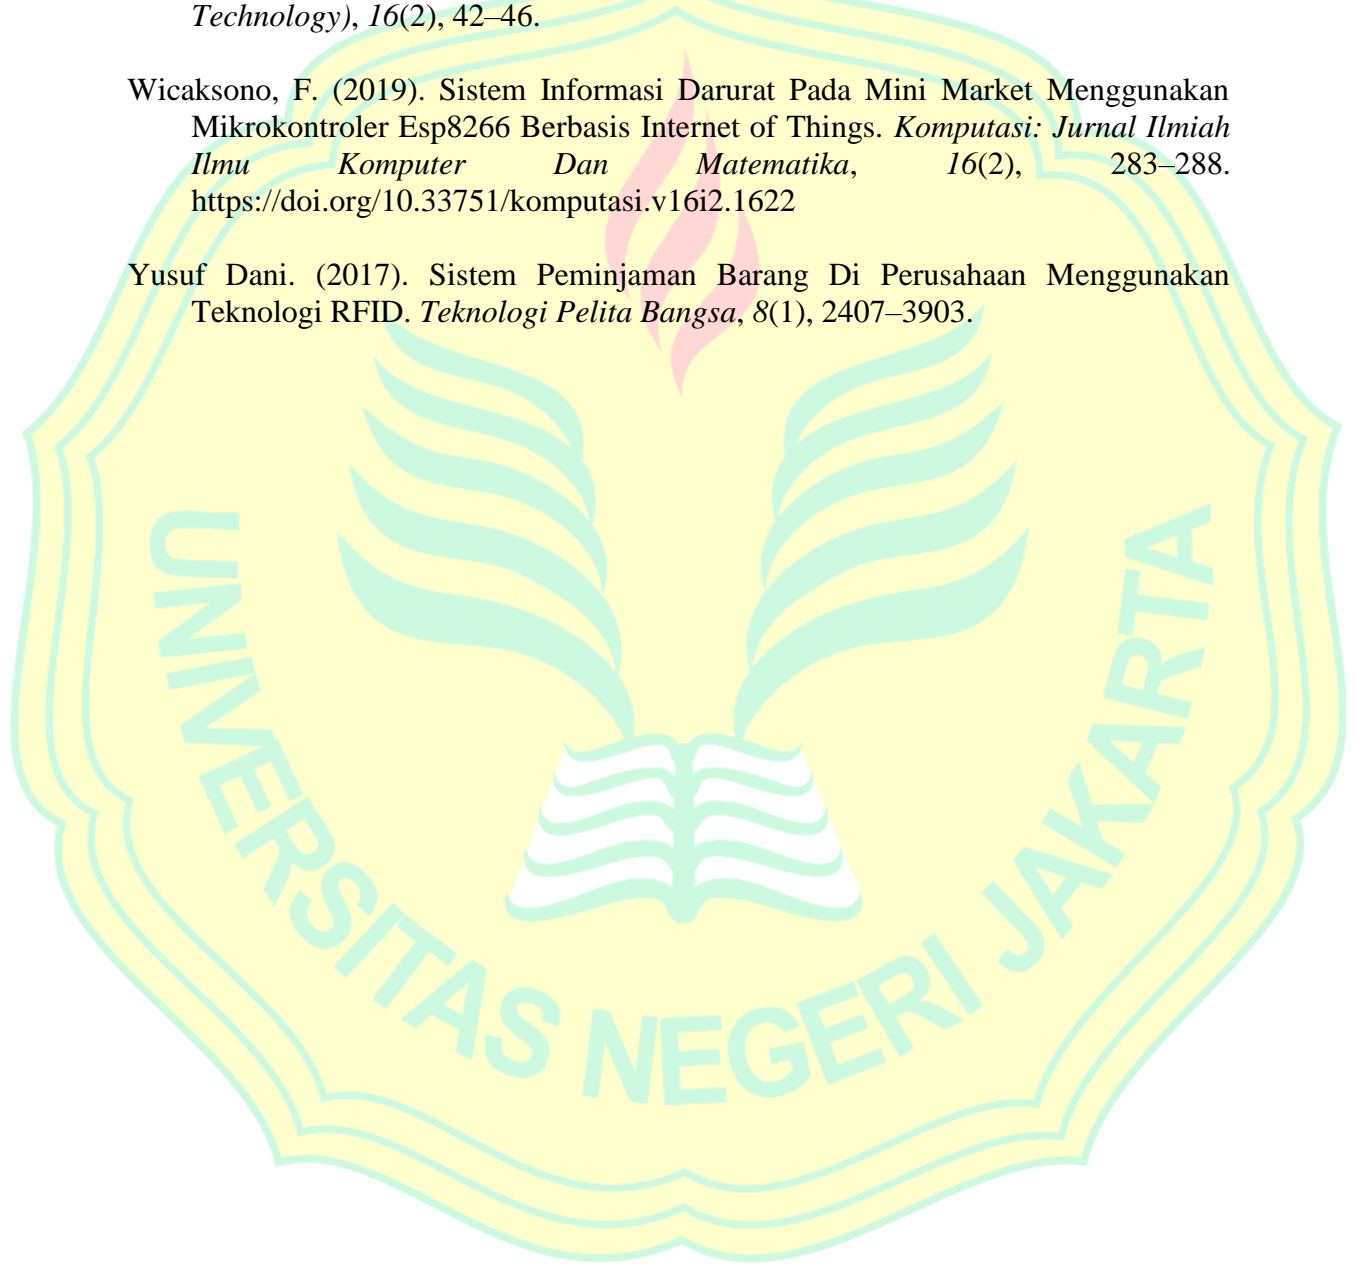 Technology), 16(2), 42–46.
Wicaksono, F. (2019). Sistem Informasi Darurat Pada Mini Market Menggunakan
Mikrokontroler Esp8266 Berbasis Internet of Things. Komputasi: Jurnal Ilmiah
Ilmu Komputer Dan Matematika, 16(2), 283–288.
https://doi.org/10.33751/komputasi.v16i2.1622
Yusuf Dani. (2017). Sistem Peminjaman Barang Di Perusahaan Menggunakan
Teknologi RFID. Teknologi Pelita Bangsa, 8(1), 2407–3903.
UNIVERSITAS NEGERI JAKARTA